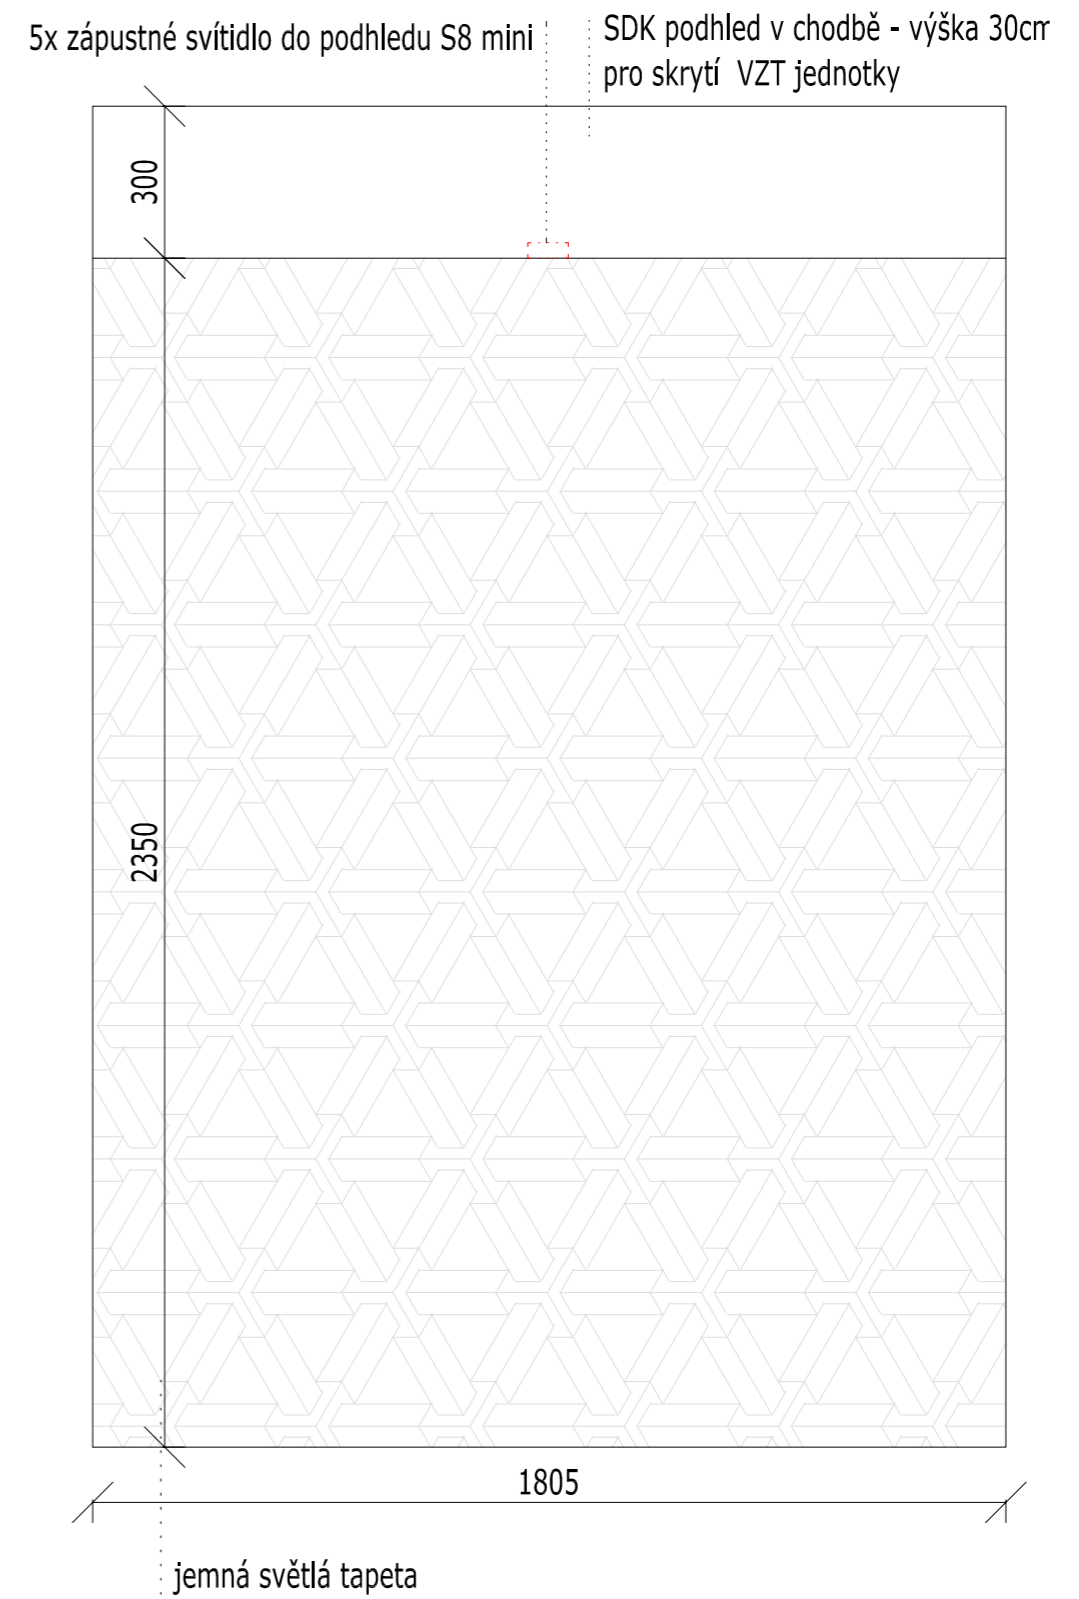 5x zápustné svítidlo do podhledu S8 mini
SDK podhled v chodbě - výška 30cm
pro skrytí VZT jednotky
300
2350
1805
jemná světlá tapeta